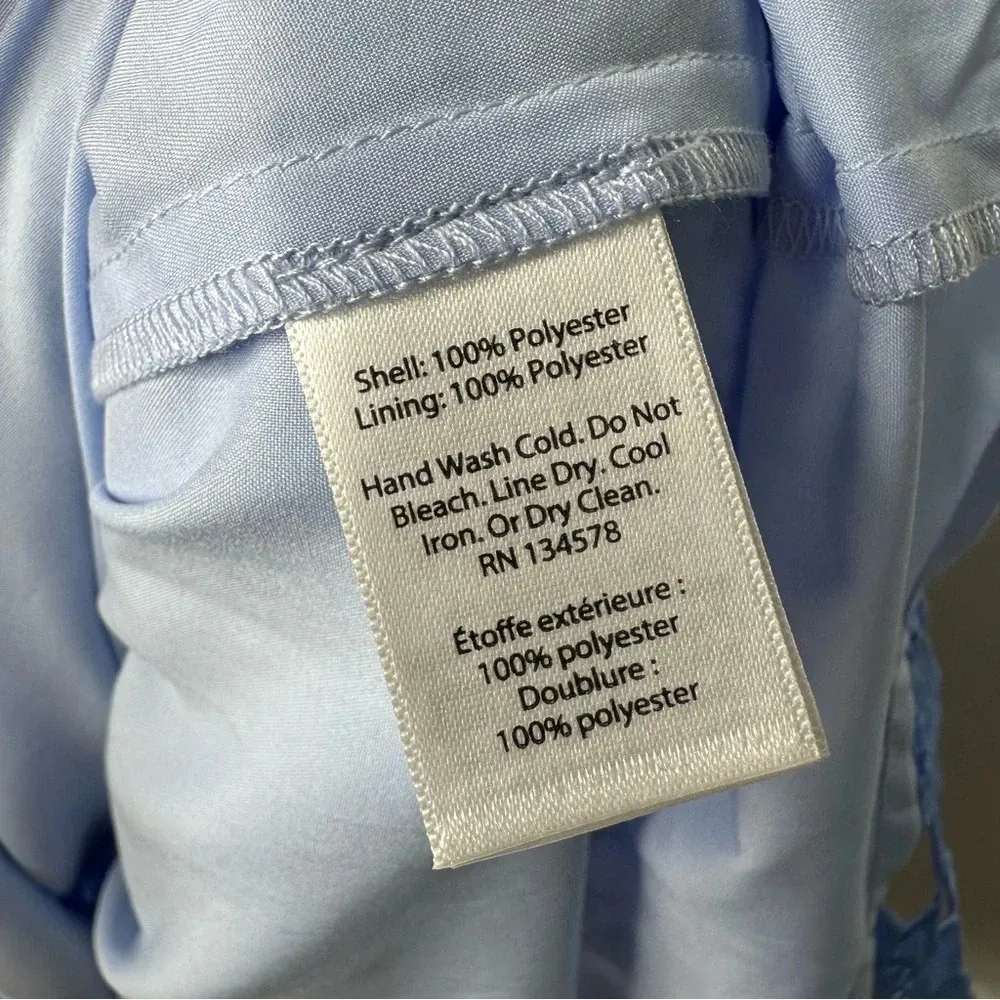 Shell: 100% Polyester
Lining: 100% Polyester
Hand Wash Cold. Do Not
Bleach. Line Dry. Cool
Iron. Or Dry Clean.
RN 134578
Étoffe extérieure :
100% polyester
Doublure :
100% polyester